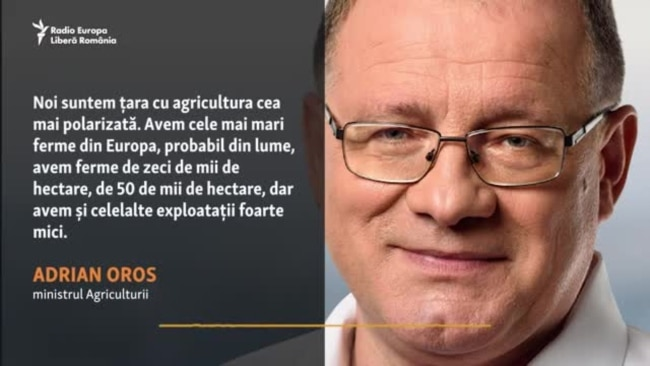 Radio Europa
Liberă România
Noi suntem țara cu agricultura cea
mai polarizată. Avem cele mai mari
ferme din Europa, probabil din lume,
avem ferme de zeci de mii de
hectare, de 50 de mii de hectare, dar
avem și celelalte exploatații foarte
mici.
ADRIAN OROS
ministrul Agriculturii